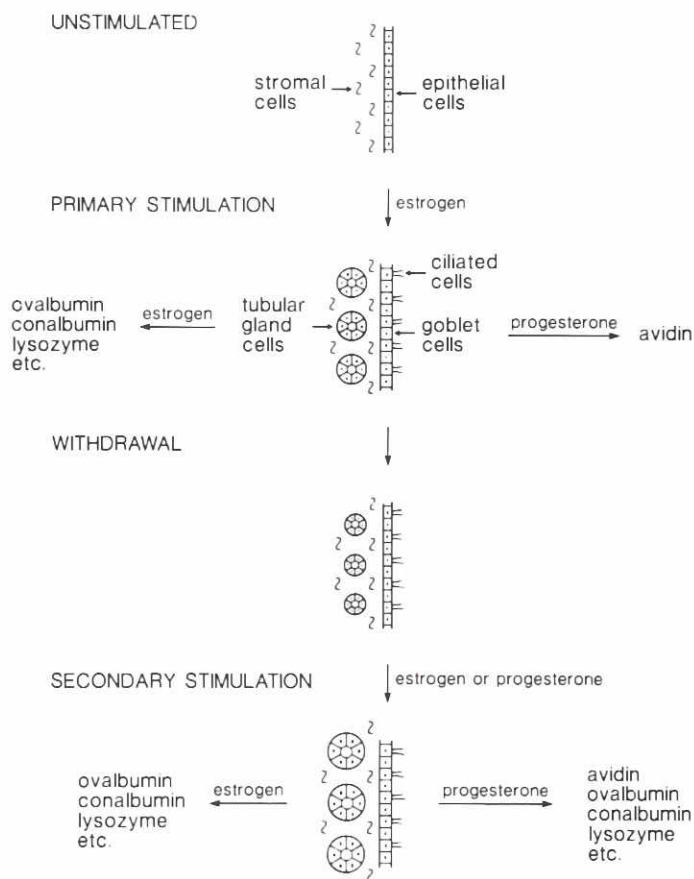 UNSTIMULATED
stromal
cells
epithelial
cells
PRIMARY STIMULATION
estrogen
ciliated
cells
ovalbumin
conalbumin
lysozyme
etc.
estrogen
tubular
gland
cells
goblet
cells
progesterone
avidin
WITHDRAWAL
SECONDARY STIMULATION
estrogen or progesterone
ovalbumin
conalbumin
lysozyme
etc.
estrogen
progesterone
avidin
ovalbumin
conalbumin
lysozyme
etc.